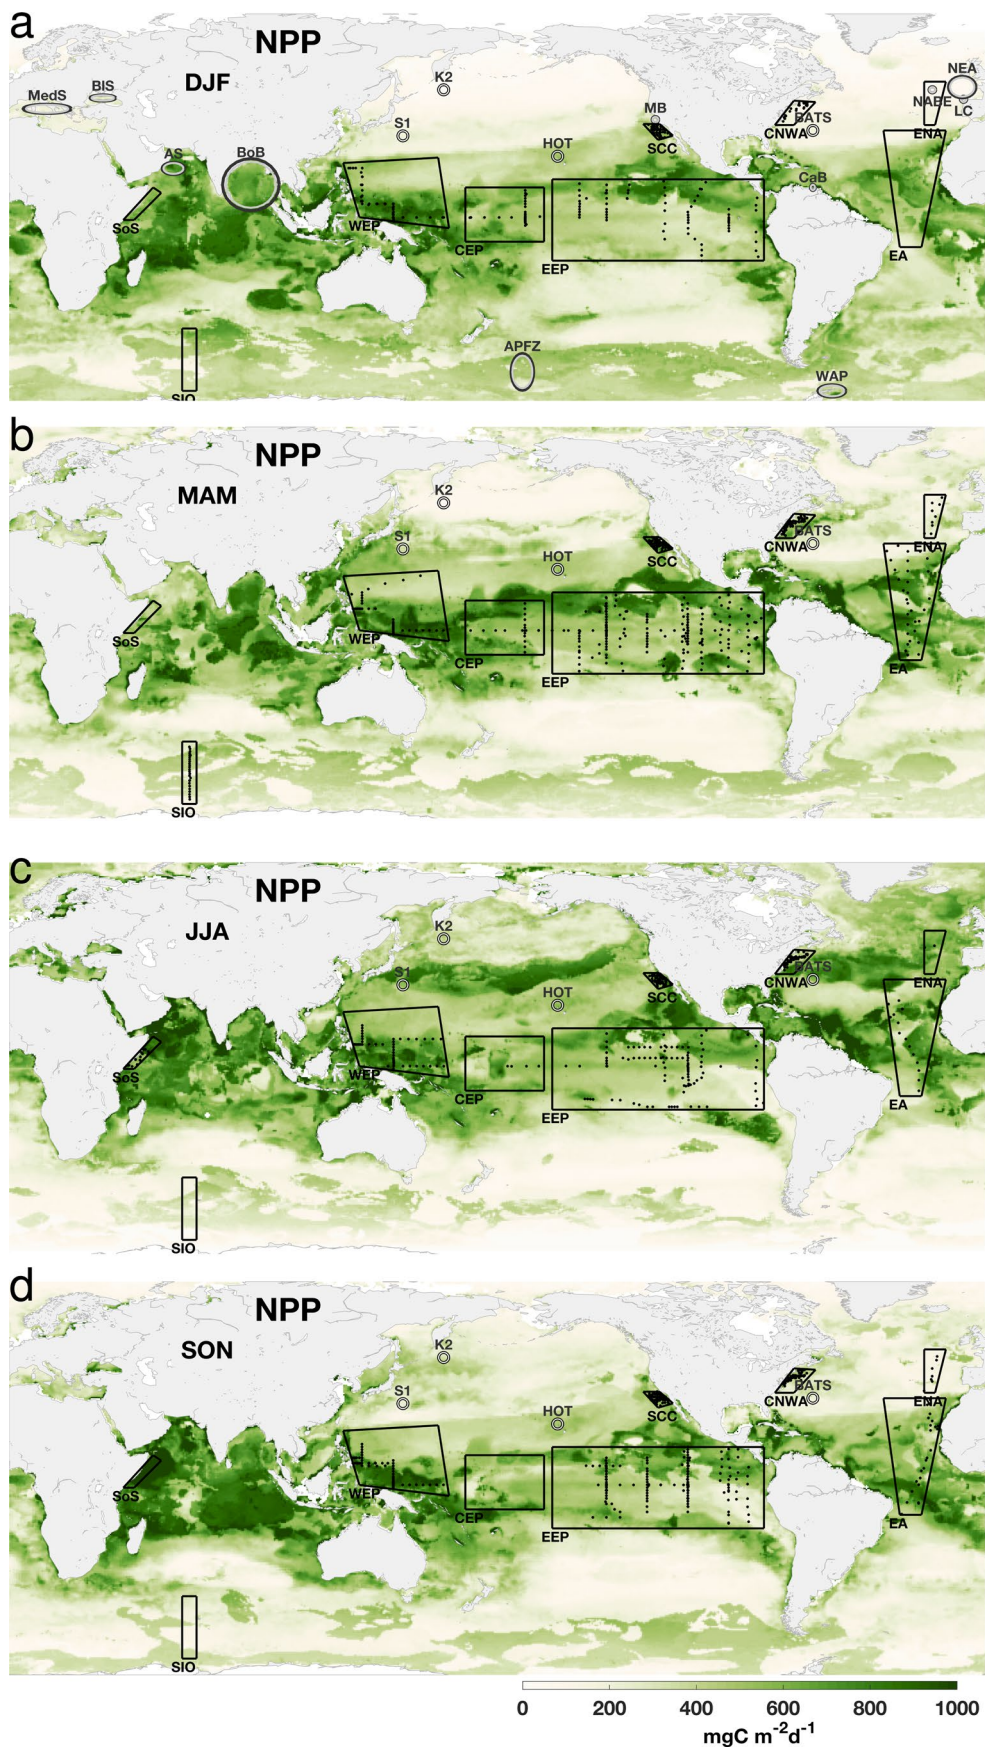 a
NPP
DJF
MedS
BIS
K2
NEA
NABE
LC
MB
BATS
S1
CNWA
ENA
SCC
HOT
AS
BoB
CaB
SoS
WEP
CEP
EEP
EA
APFZ
WAP
SIO
b
NPP
MAM
K2
S1
BATS
CNWA
ENA
HOT
SCC
SoS
WEP
CEP
EEP
EA
SIO
c
NPP
JJA
K2
S1
BATS
CNWA
ENA
HOT
SCC
SoS
WEP
CEP
EEP
EA
SIO
d
NPP
SON
K2
S1
BATS
CNWA
ENA
HOT
SCC
SoS
WEP
CEP
EEP
EA
SIO
0 200 400 600 800 1000
mgC m⁻²d⁻¹